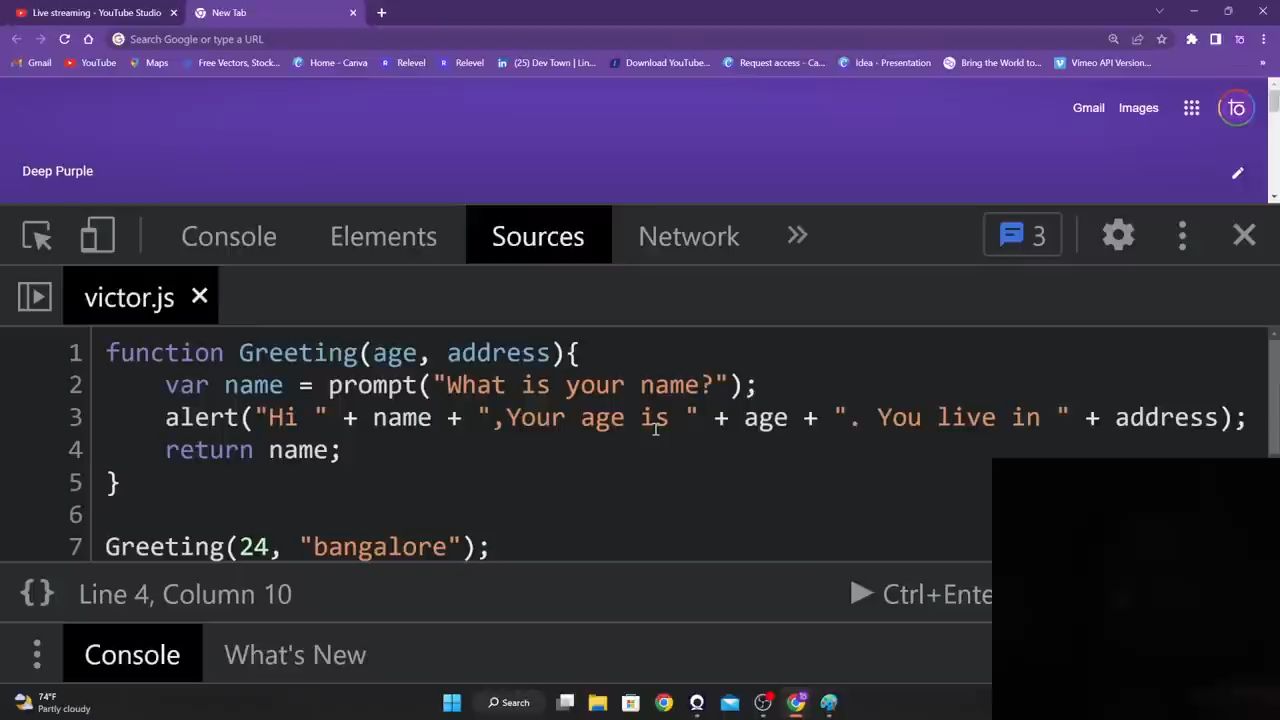 Live streaming - YouTube Studio
New Tab
Search Google or type a URL
Gmail YouTube Maps Free Vectors, Stock... Home - Canva Relevel Relevel (25) Dev Town | Lin... Download YouTube... Request access - Ca... Idea - Presentation Bring the World to... Vimeo API Version... »
Gmail Images
Deep Purple
Console Elements Sources Network » 3
victor.js
1 function Greeting(age, address){
2 var name = prompt("What is your name?");
3 alert("Hi " + name + ",Your age is " + age + ". You live in " + address);
4 return name;
5 }
6
7 Greeting(24, "bangalore");
{} Line 4, Column 10 Ctrl+Ente
Console What's New
74°F
Partly cloudy
Search